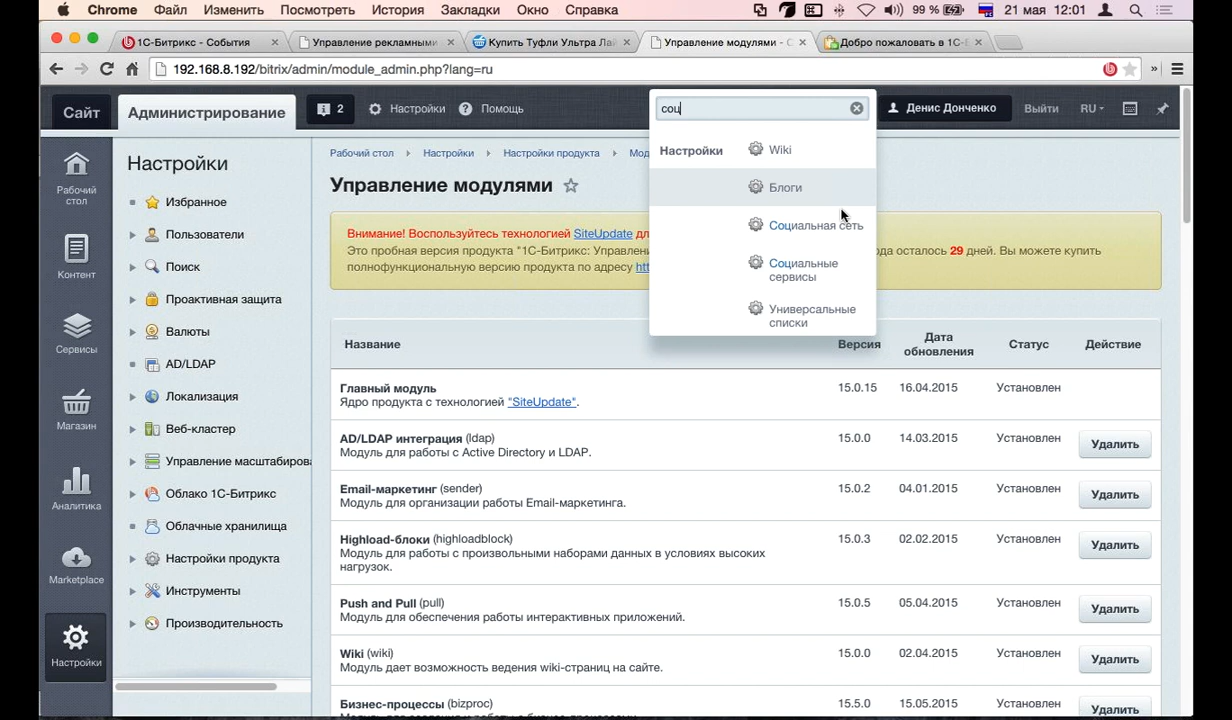 Chrome Файл Изменить Посмотреть История Закладки Окно Справка 99 % 21 мая 12:01
1С-Битрикс - События × Управление рекламными × Купить Туфли Ультра Ла × Управление модулями - × Добро пожаловать в 1С- ×
192.168.8.192/bitrix/admin/module_admin.php?lang=ru »
Сайт Администрирование 2 Настройки Помощь соц Денис Донченко Выйти RU
Настройки Wiki
Блоги
Социальная сеть
Социальные
сервисы
Универсальные
списки
Рабочий
стол
Контент
Сервисы
Магазин
Аналитика
Marketplace
Настройки
Настройки
Избранное
Пользователи
Поиск
Проактивная защита
Валюты
AD/LDAP
Локализация
Веб-кластер
Управление масштабиров
Облако 1С-Битрикс
Облачные хранилища
Настройки продукта
Инструменты
Производительность
Рабочий стол Настройки Настройки продукта Мод
Управление модулями
Внимание! Воспользуйтесь технологией SiteUpdate дл
Это пробная версия продукта "1С-Битрикс: Управлени да осталось 29 дней. Вы можете купить
полнофункциональную версию продукта по адресу htt
Название Версия Дата
обновления Статус Действие
Главный модуль 15.0.15 16.04.2015 Установлен
Ядро продукта с технологией "SiteUpdate".
AD/LDAP интеграция (ldap) 15.0.0 14.03.2015 Установлен Удалить
Модуль для работы с Active Directory и LDAP.
Email-маркетинг (sender) 15.0.2 04.01.2015 Установлен Удалить
Модуль для организации работы Email-маркетинга.
Highload-блоки (highloadblock) 15.0.3 02.02.2015 Установлен Удалить
Модуль для работы с произвольными наборами данных в условиях высоких
нагрузок.
Push and Pull (pull) 15.0.5 05.04.2015 Установлен Удалить
Модуль для обеспечения работы интерактивных приложений.
Wiki (wiki) 15.0.0 02.04.2015 Установлен Удалить
Модуль дает возможность ведения wiki-страниц на сайте.
Бизнес-процессы (bizproc) 15.5.0 15.05.2015 Установлен Удалить